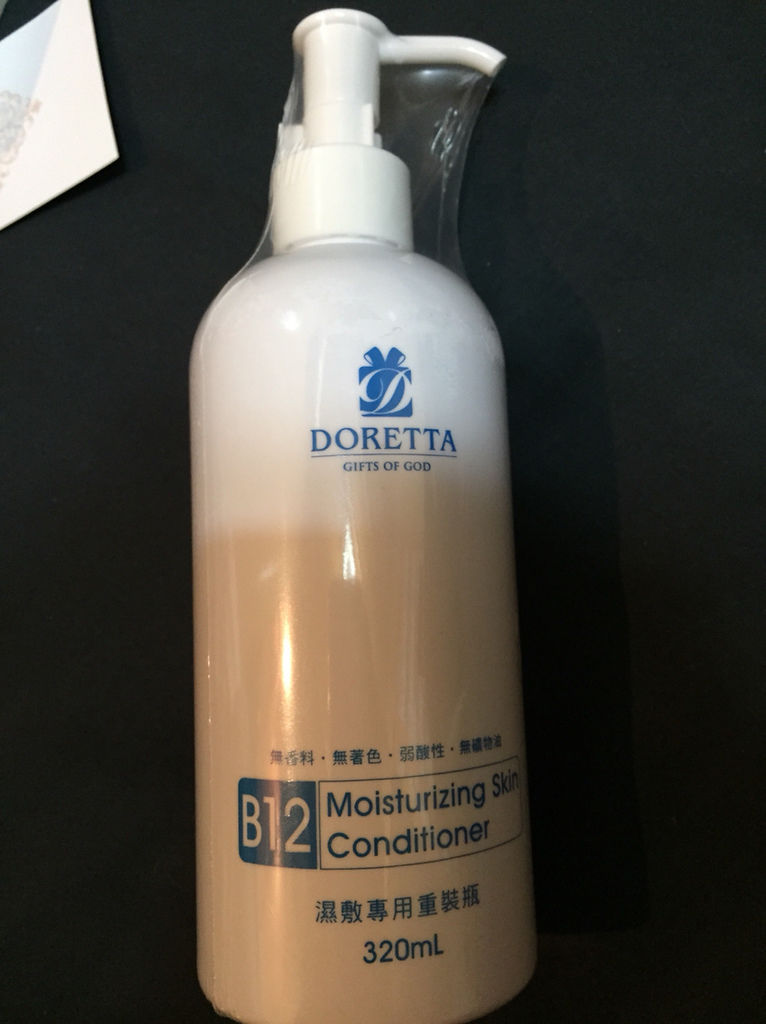 D
DORETTA
GIFTS OF GOD
無香料・無著色・弱酸性・無礦物油
B12
Moisturizing Skin
Conditioner
濕敷專用重裝瓶
320mL